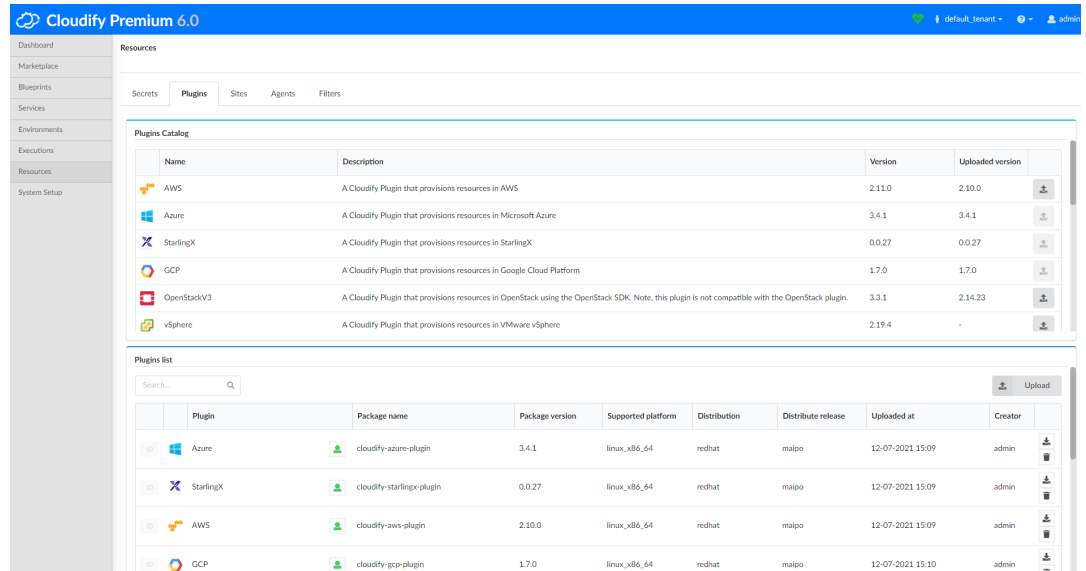 Cloudify Premium 6.0 default_tenant admin
Dashboard
Marketplace
Blueprints
Services
Environments
Executions
Resources
System Setup
Resources
Secrets Plugins Sites Agents Filters
Plugins Catalog
Name Description Version Uploaded version
AWS A Cloudify Plugin that provisions resources in AWS 2.11.0 2.10.0
Azure A Cloudify Plugin that provisions resources in Microsoft Azure 3.4.1 3.4.1
StarlingX A Cloudify Plugin that provisions resources in StarlingX 0.0.27 0.0.27
GCP A Cloudify Plugin that provisions resources in Google Cloud Platform 1.7.0 1.7.0
OpenStackV3 A Cloudify Plugin that provisions resources in OpenStack using the OpenStack SDK. Note, this plugin is not compatible with the OpenStack plugin. 3.3.1 2.14.23
vSphere A Cloudify Plugin that provisions resources in VMware vSphere 2.19.4 -
Plugins list
Search... Upload
Plugin Package name Package version Supported platform Distribution Distribute release Uploaded at Creator
ID Azure cloudify-azure-plugin 3.4.1 linux_x86_64 redhat maipo 12-07-2021 15:09 admin
ID StarlingX cloudify-starlingx-plugin 0.0.27 linux_x86_64 redhat maipo 12-07-2021 15:09 admin
ID AWS cloudify-aws-plugin 2.10.0 linux_x86_64 redhat maipo 12-07-2021 15:09 admin
ID GCP cloudify-gcp-plugin 1.7.0 linux_x86_64 redhat maipo 12-07-2021 15:10 admin